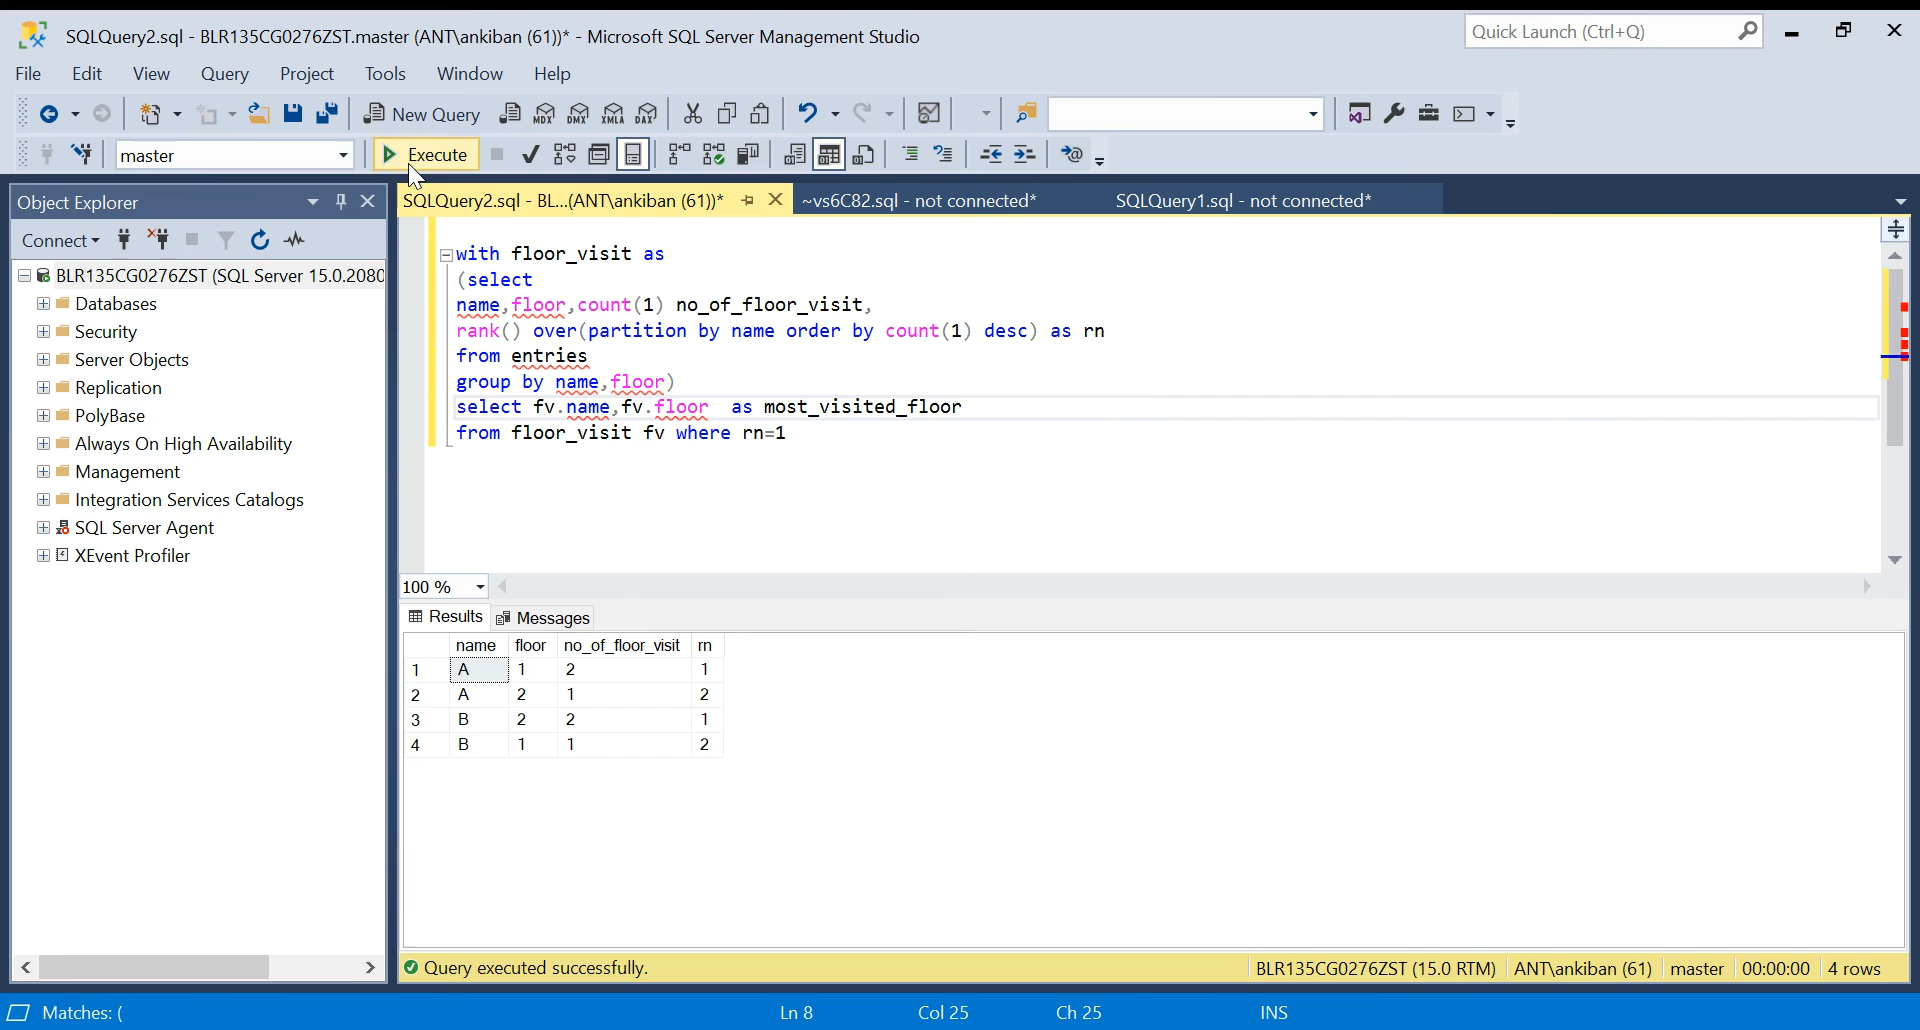 SQLQuery2.sql - BLR135CG0276ZST.master (ANT\ankiban (61))* - Microsoft SQL Server Management Studio
Quick Launch (Ctrl+Q)
File Edit View Query Project Tools Window Help
New Query MDX DMX XMLA DAX
master Execute
Object Explorer
SQLQuery2.sql - BL...(ANT\ankiban (61))* ~vs6C82.sql - not connected* SQLQuery1.sql - not connected*
Connect
BLR135CG0276ZST (SQL Server 15.0.2080
Databases
Security
Server Objects
Replication
PolyBase
Always On High Availability
Management
Integration Services Catalogs
SQL Server Agent
XEvent Profiler
with floor_visit as
(select
name,floor,count(1) no_of_floor_visit,
rank() over(partition by name order by count(1) desc) as rn
from entries
group by name,floor)
select fv.name,fv.floor as most_visited_floor
from floor_visit fv where rn=1
100 %
Results Messages
name floor no_of_floor_visit rn
1 A 1 2 1
2 A 2 1 2
3 B 2 2 1
4 B 1 1 2
Query executed successfully. BLR135CG0276ZST (15.0 RTM) ANT\ankiban (61) master 00:00:00 4 rows
Matches: ( Ln 8 Col 25 Ch 25 INS